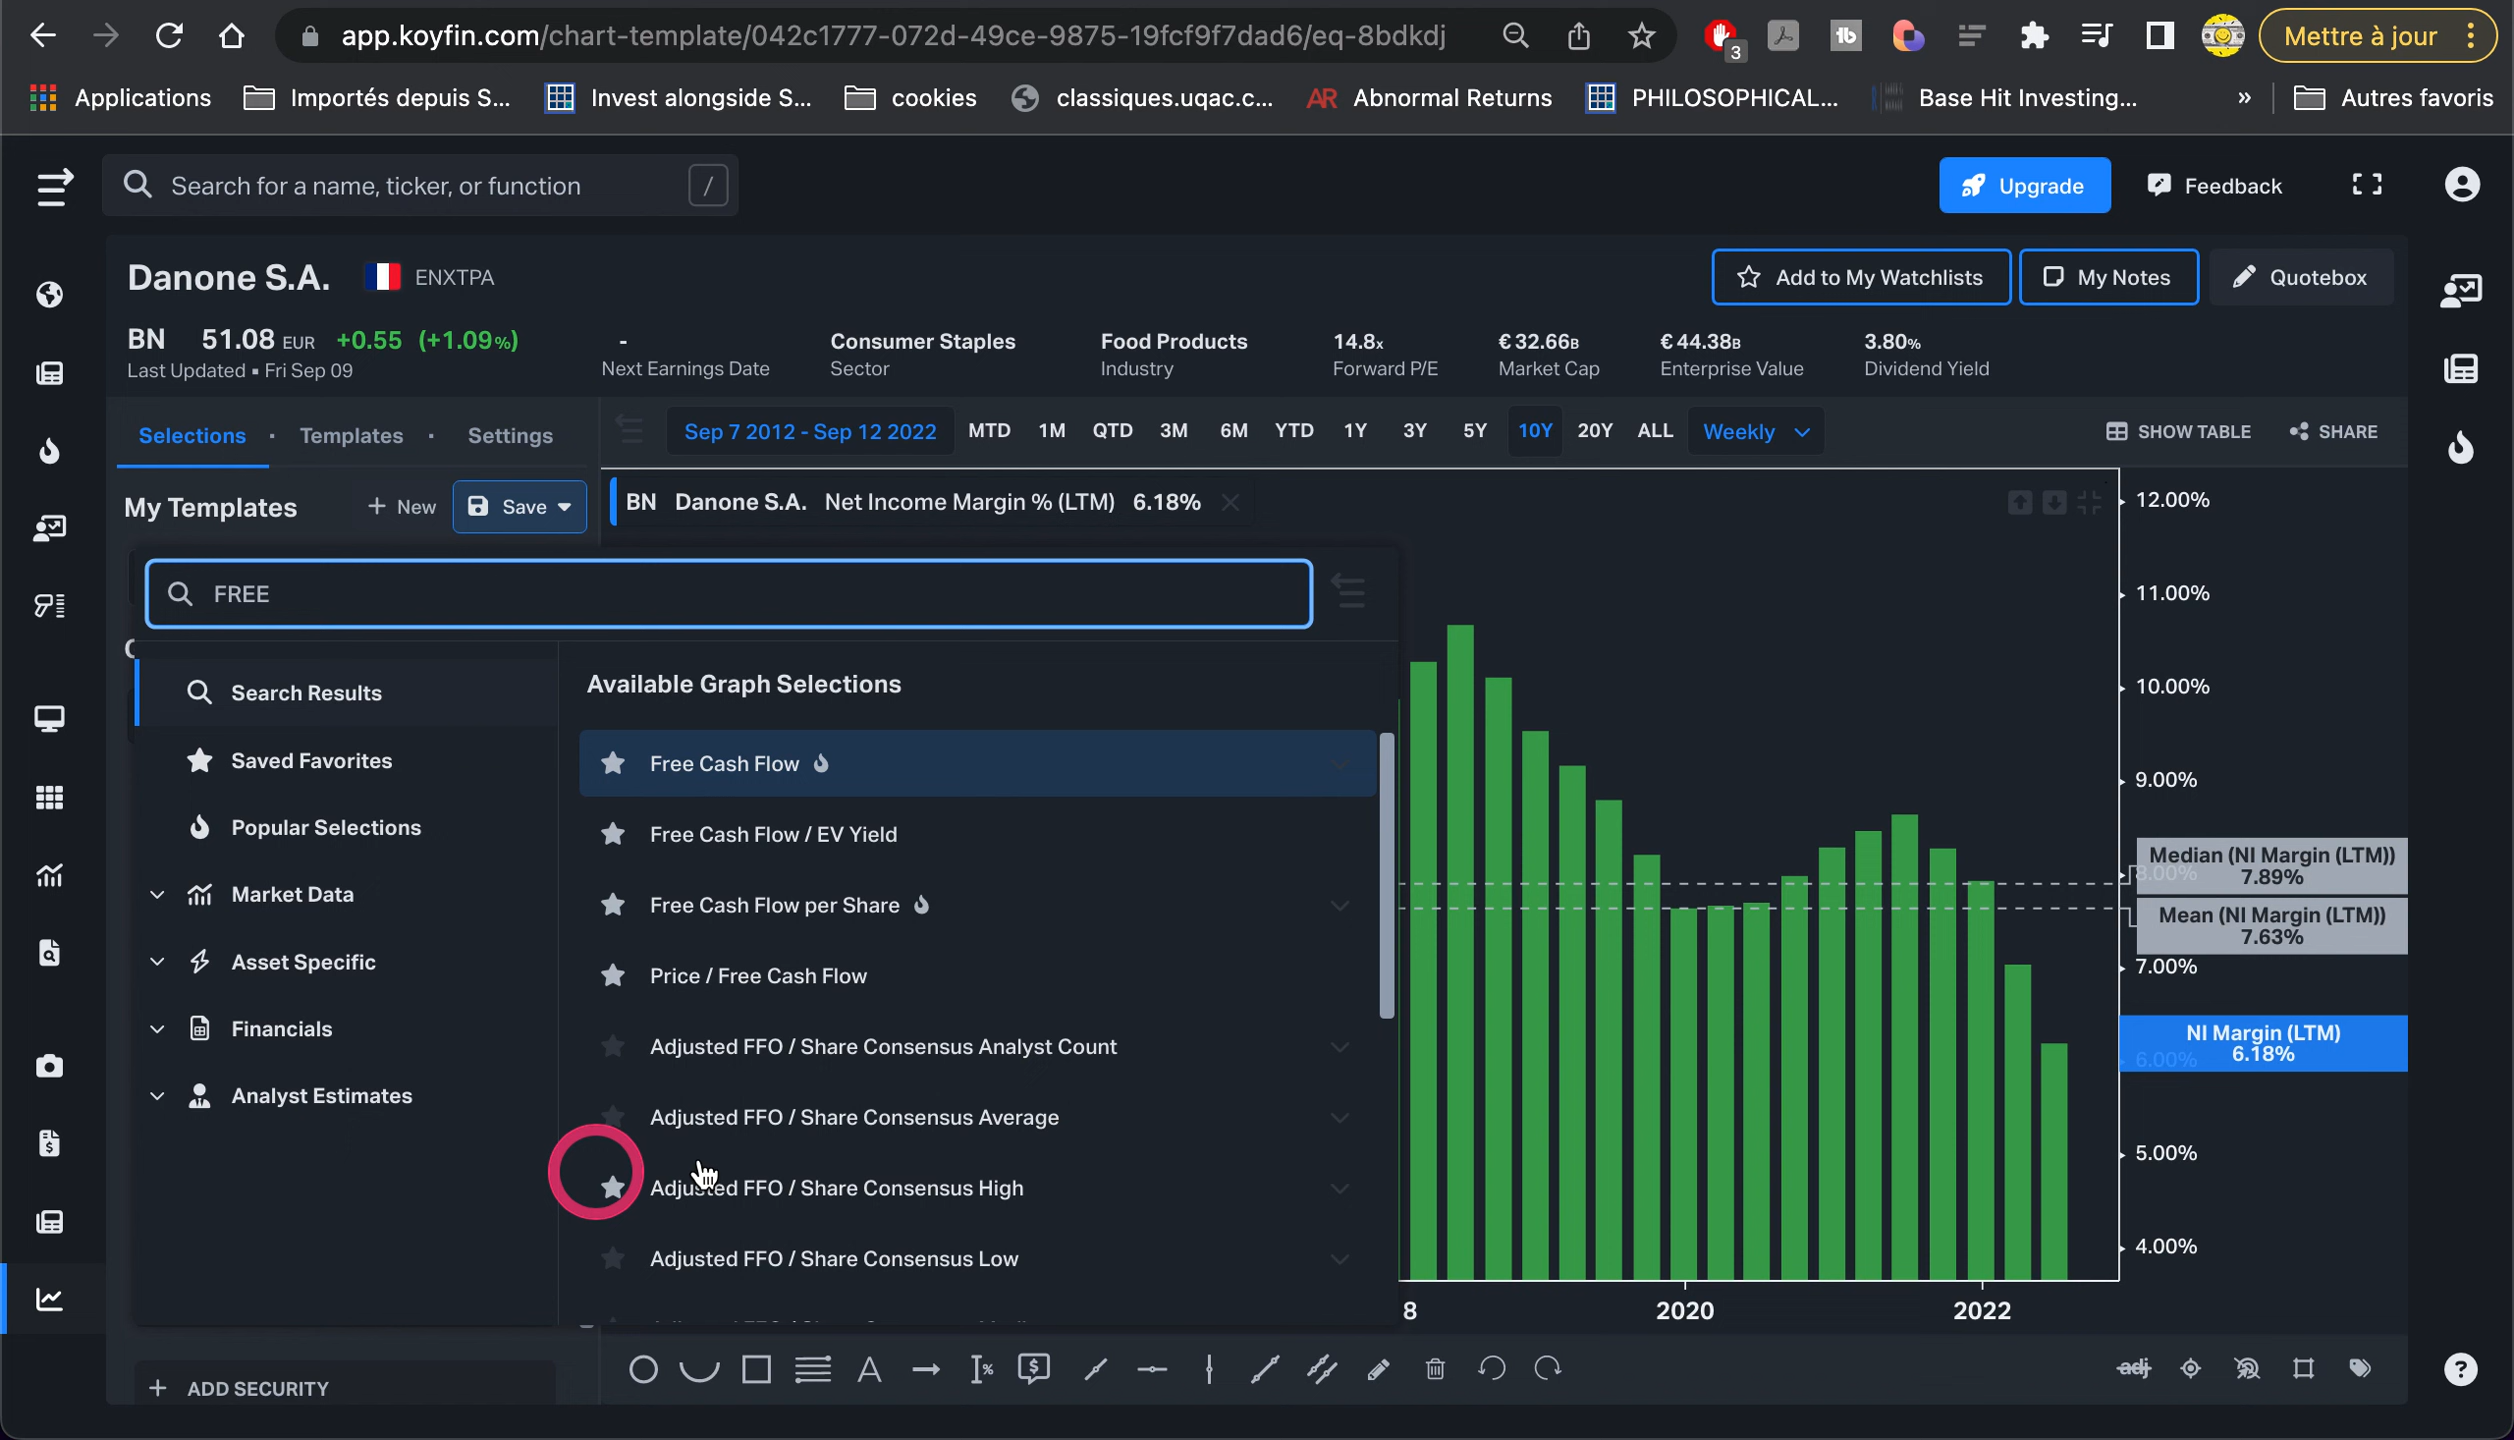 app.koyfin.com/chart-template/042c1777-072d-49ce-9875-19fcf9f7dad6/eq-8bdkdj
3
Mettre à jour
Applications
Importés depuis S...
Invest alongside S...
cookies
classiques.uqac.c...
AR Abnormal Returns
PHILOSOPHICAL...
Base Hit Investing...
»
Autres favoris
Search for a name, ticker, or function /
Upgrade
Feedback
Danone S.A. ENXTPA
Add to My Watchlists
My Notes
Quotebox
BN 51.08 EUR +0.55 (+1.09%)
Last Updated ▪ Fri Sep 09
-
Next Earnings Date
Consumer Staples
Sector
Food Products
Industry
14.8x
Forward P/E
€ 32.66B
Market Cap
€ 44.38B
Enterprise Value
3.80%
Dividend Yield
Selections · Templates · Settings
Sep 7 2012 - Sep 12 2022 MTD 1M QTD 3M 6M YTD 1Y 3Y 5Y 10Y 20Y ALL Weekly
SHOW TABLE
SHARE
My Templates + New Save
BN Danone S.A. Net Income Margin % (LTM) 6.18%
FREE
Search Results
Saved Favorites
Popular Selections
Market Data
Asset Specific
Financials
Analyst Estimates
Available Graph Selections
Free Cash Flow
Free Cash Flow / EV Yield
Free Cash Flow per Share
Price / Free Cash Flow
Adjusted FFO / Share Consensus Analyst Count
Adjusted FFO / Share Consensus Average
Adjusted FFO / Share Consensus High
Adjusted FFO / Share Consensus Low
12.00%
11.00%
10.00%
9.00%
Median (NI Margin (LTM))
7.89%
8.00%
Mean (NI Margin (LTM))
7.63%
7.00%
NI Margin (LTM)
6.18%
6.00%
5.00%
4.00%
8 2020 2022
+ ADD SECURITY
A
%
$
adj
?